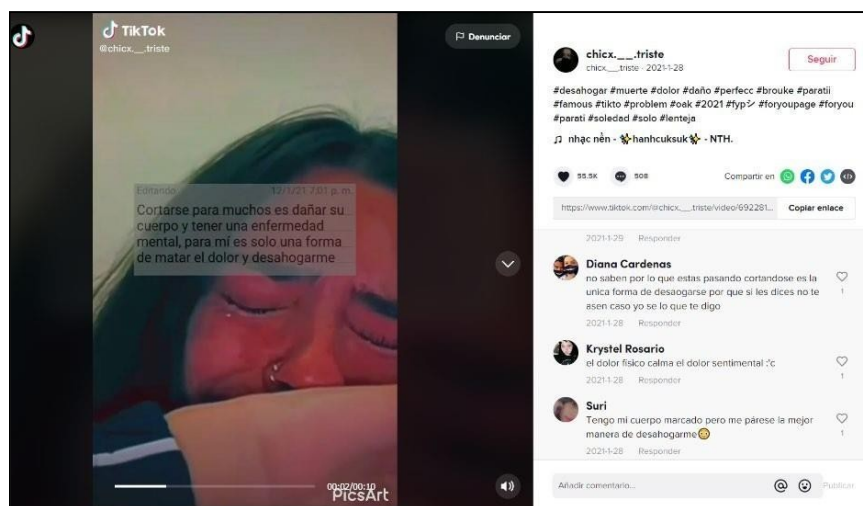 TikTok
@chicx.__.triste
Denunciar
Editando 12/1/21 7:01 p. m.
Cortarse para muchos es dañar su
cuerpo y tener una enfermedad
mental, para mí es solo una forma
de matar el dolor y desahogarme
00:02/00:10
PicsArt
chicx.__.triste
chicx.__.triste · 2021-1-28
Seguir
#desahogar #muerte #dolor #daño #perfecc #brouke #paratii
#famous #tikto #problem #oak #2021 #fypシ #foryoupage #foryou
#parati #soledad #solo #lenteja
♫ nhạc nền - ✨hanhcuksuk✨ - NTH.
55.5K 508 Compartir en
https://www.tiktok.com/@chicx.__.triste/video/692281... Copiar enlace
2021-1-29 Responder
Diana Cardenas
no saben por lo que estas pasando cortandose es la
unica forma de desaogarse por que si les dices no te
asen caso yo se lo que te digo
1
2021-1-28 Responder
Krystel Rosario
el dolor fisico calma el dolor sentimental :'c
1
2021-1-28 Responder
Suri
Tengo mi cuerpo marcado pero me párese la mejor
manera de desahogarme😳
1
2021-1-28 Responder
Añadir comentario... Publicar